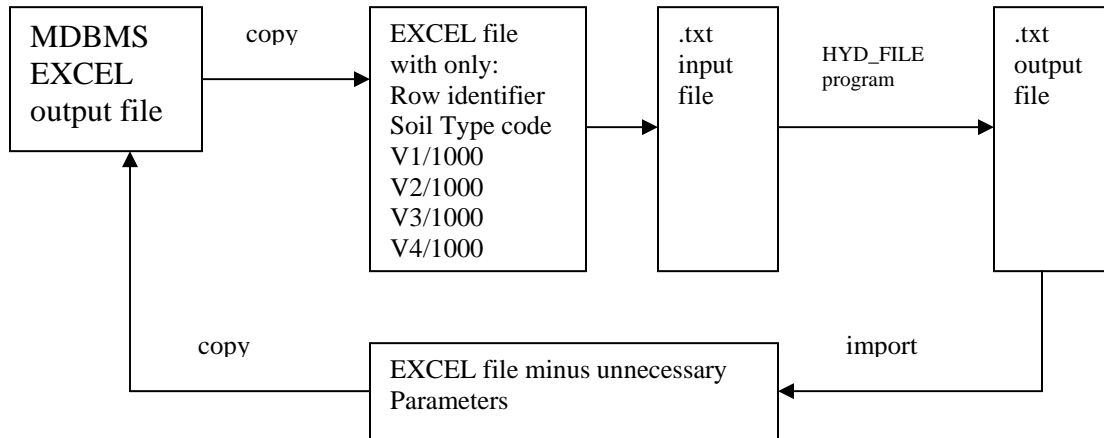 MDBMS
EXCEL
output file
copy
EXCEL file
with only:
Row identifier
Soil Type code
V1/1000
V2/1000
V3/1000
V4/1000
.txt
input
file
HYD_FILE
program
.txt
output
file
copy
EXCEL file minus unnecessary
Parameters
import